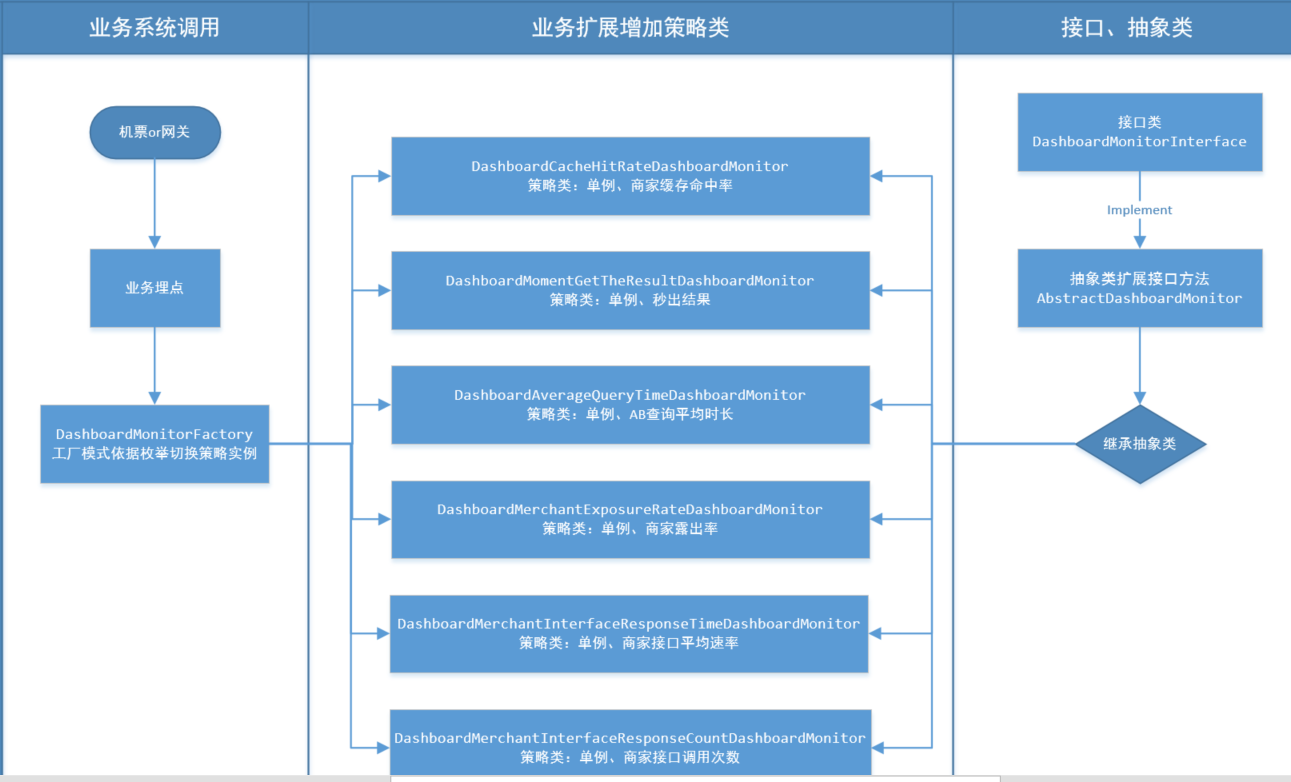 业务系统调用
业务扩展增加策略类
接口、抽象类
机票or网关
业务埋点
DashboardMonitorFactory
工厂模式依据枚举切换策略实例
DashboardCacheHitRateDashboardMonitor
策略类：单例、商家缓存命中率
DashboardMomentGetTheResultDashboardMonitor
策略类：单例、秒出结果
DashboardAverageQueryTimeDashboardMonitor
策略类：单例、AB查询平均时长
DashboardMerchantExposureRateDashboardMonitor
策略类：单例、商家露出率
DashboardMerchantInterfaceResponseTimeDashboardMonitor
策略类：单例、商家接口平均速率
DashboardMerchantInterfaceResponseCountDashboardMonitor
策略类：单例、商家接口调用次数
接口类
DashboardMonitorInterface
Implement
抽象类扩展接口方法
AbstractDashboardMonitor
继承抽象类